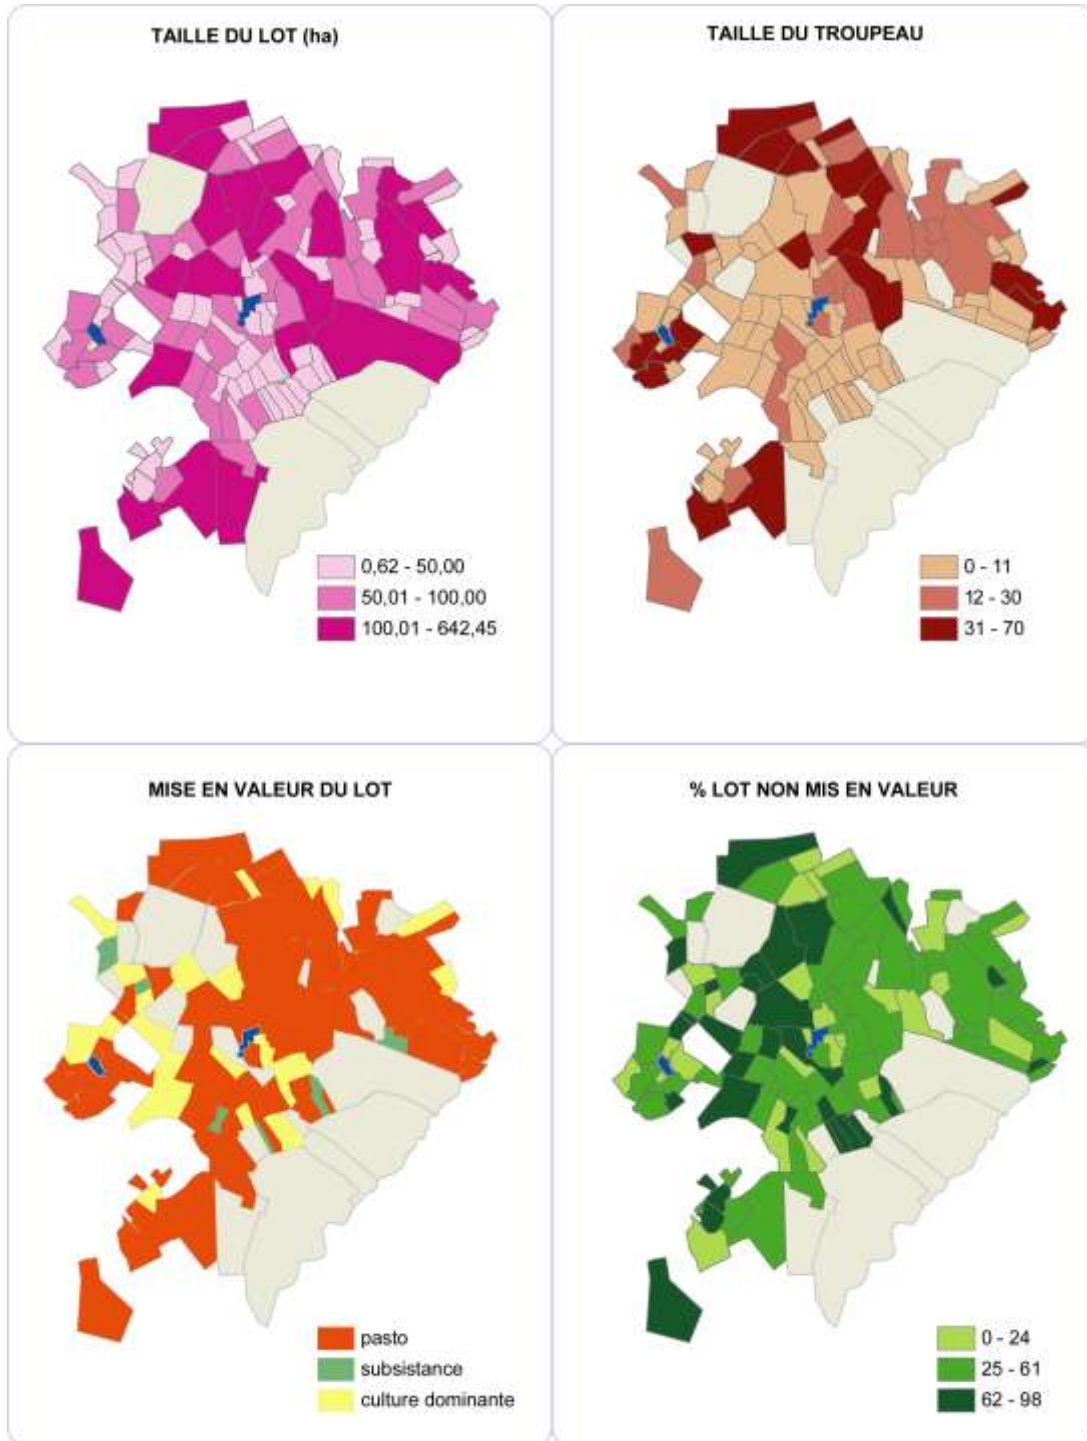 TAILLE DU LOT (ha)
0,62 - 50,00
50,01 - 100,00
100,01 - 642,45
TAILLE DU TROUPEAU
0 - 11
12 - 30
31 - 70
MISE EN VALEUR DU LOT
pasto
subsistance
culture dominante
% LOT NON MIS EN VALEUR
0 - 24
25 - 61
62 - 98